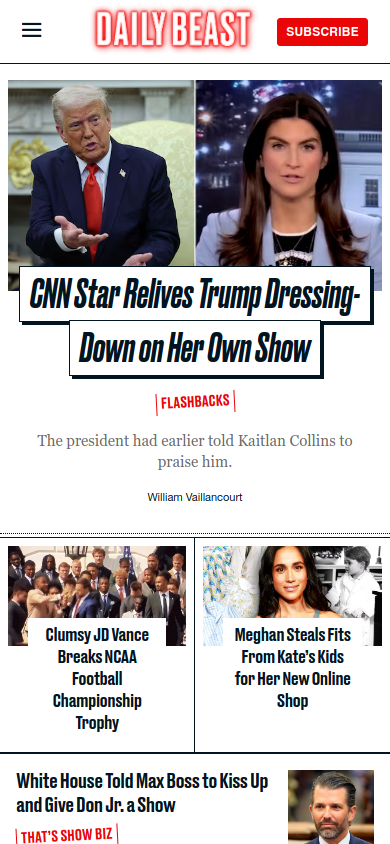 DAILY BEAST
SUBSCRIBE
CNN Star Relives Trump Dressing-
Down on Her Own Show
FLASHBACKS
The president had earlier told Kaitlan Collins to
praise him.
William Vaillancourt
Clumsy JD Vance
Breaks NCAA
Football
Championship
Trophy
Meghan Steals Fits
From Kate's Kids
for Her New Online
Shop
White House Told Max Boss to Kiss Up
and Give Don Jr. a Show
THAT'S SHOW BIZ